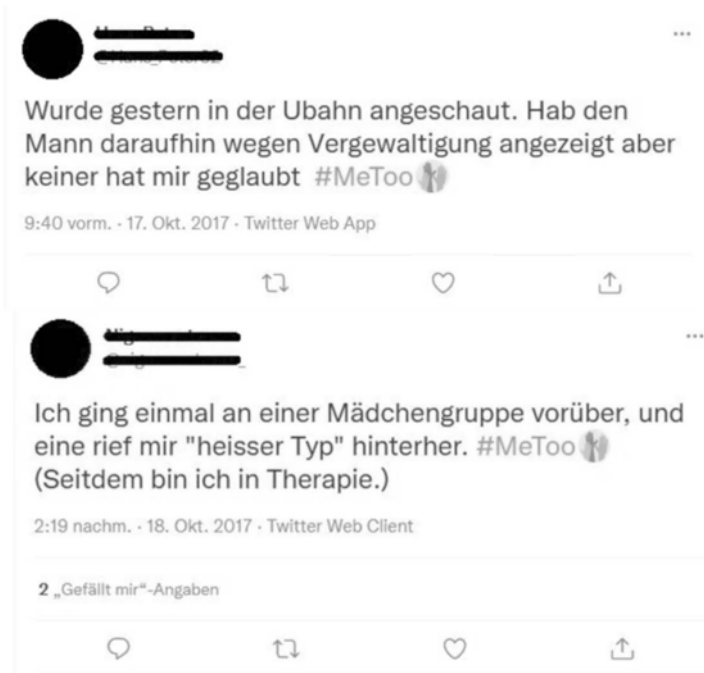 Wurde gestern in der Ubahn angeschaut. Hab den
Mann daraufhin wegen Vergewaltigung angezeigt aber
keiner hat mir geglaubt #MeToo
9:40 vorm. · 17. Okt. 2017 · Twitter Web App
Ich ging einmal an einer Mädchengruppe vorüber, und
eine rief mir "heisser Typ" hinterher. #MeToo
(Seitdem bin ich in Therapie.)
2:19 nachm. · 18. Okt. 2017 · Twitter Web Client
2 „Gefällt mir“-Angaben